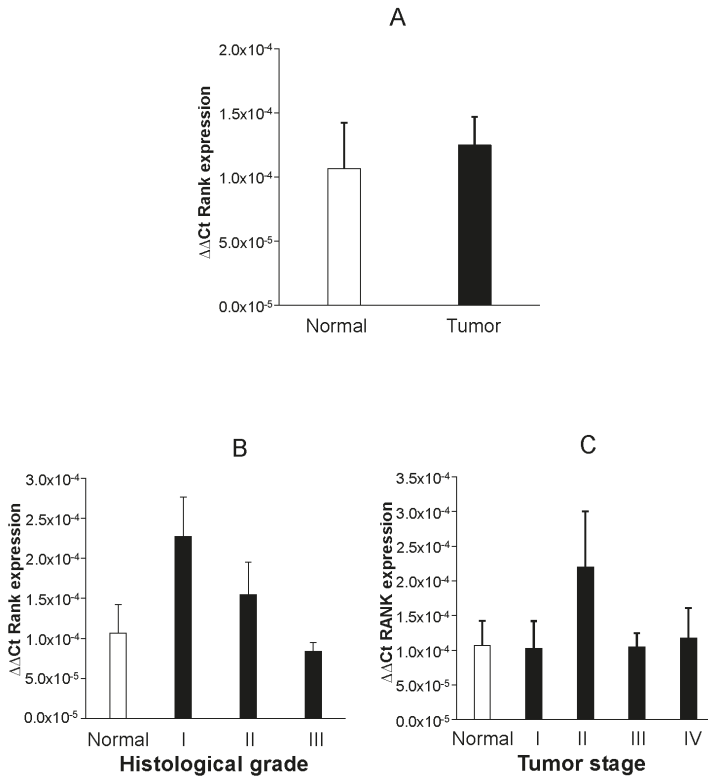 A
ΔΔCt Rank expression
2.0x10-4
1.5x10-4
1.0x10-4
5.0x10-5
0.0x10-5
Normal Tumor
B
ΔΔCt Rank expression
3.0x10-4
2.5x10-4
2.0x10-4
1.5x10-4
1.0x10-4
5.0x10-5
0.0x10-5
Normal I II III
Histological grade
C
ΔΔCt RANK expression
3.5x10-4
3.0x10-4
2.5x10-4
2.0x10-4
1.5x10-4
1.0x10-4
5.0x10-5
0.0x10-5
Normal I II III IV
Tumor stage